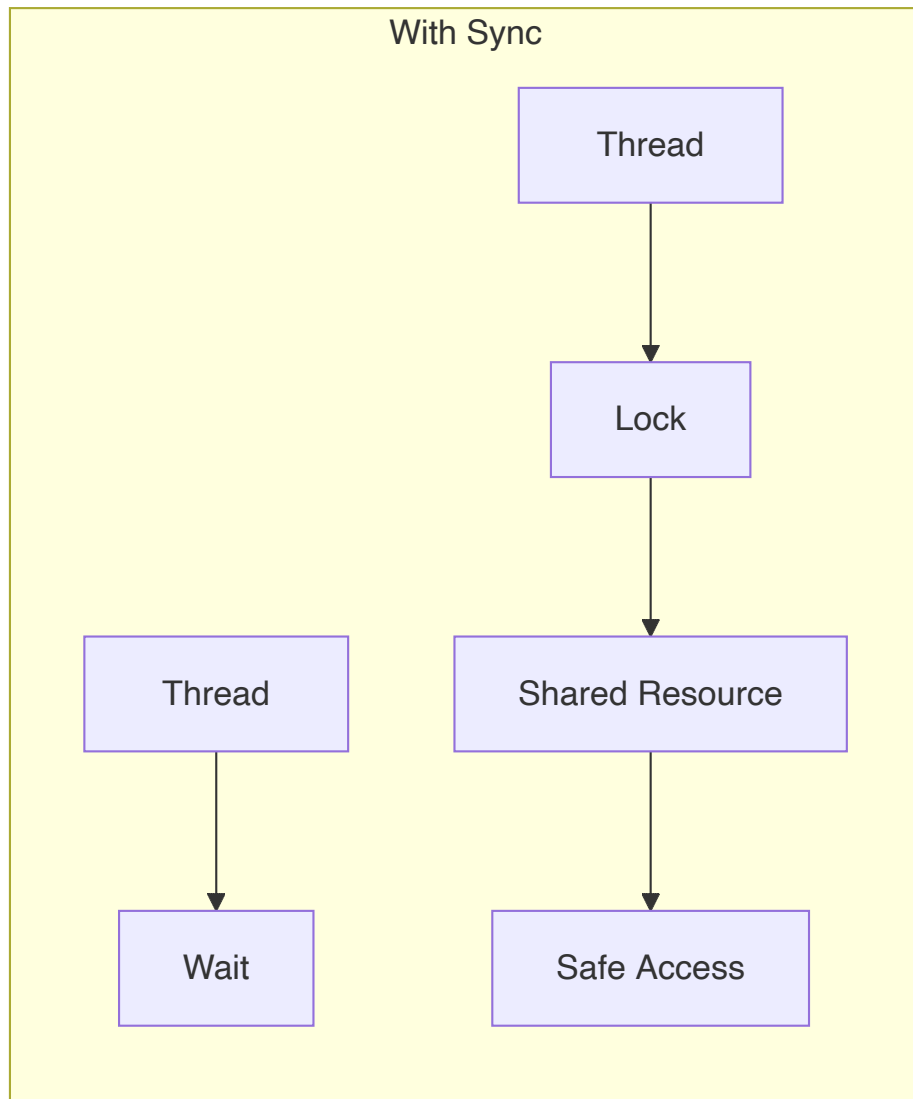 With Sync
Thread
Lock
Thread
Shared Resource
Wait
Safe Access